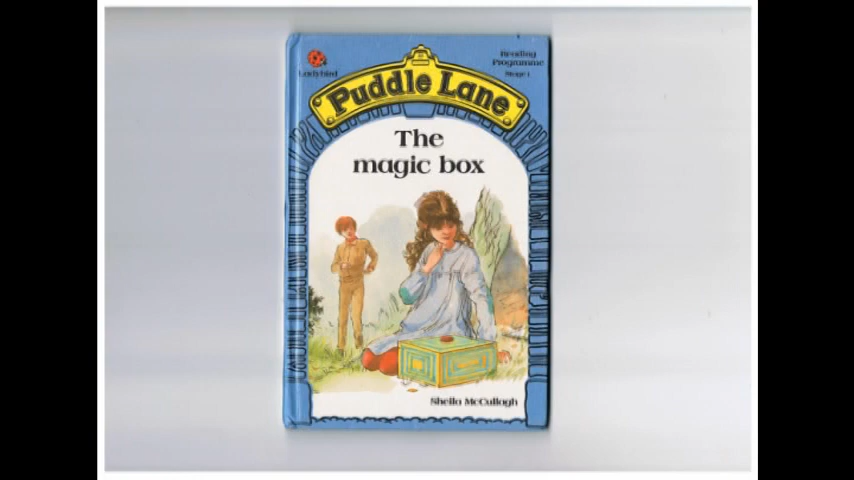 Ladybird
Reading
Programme
Stage 1
Puddle Lane
The
magic box
Sheila McCullagh